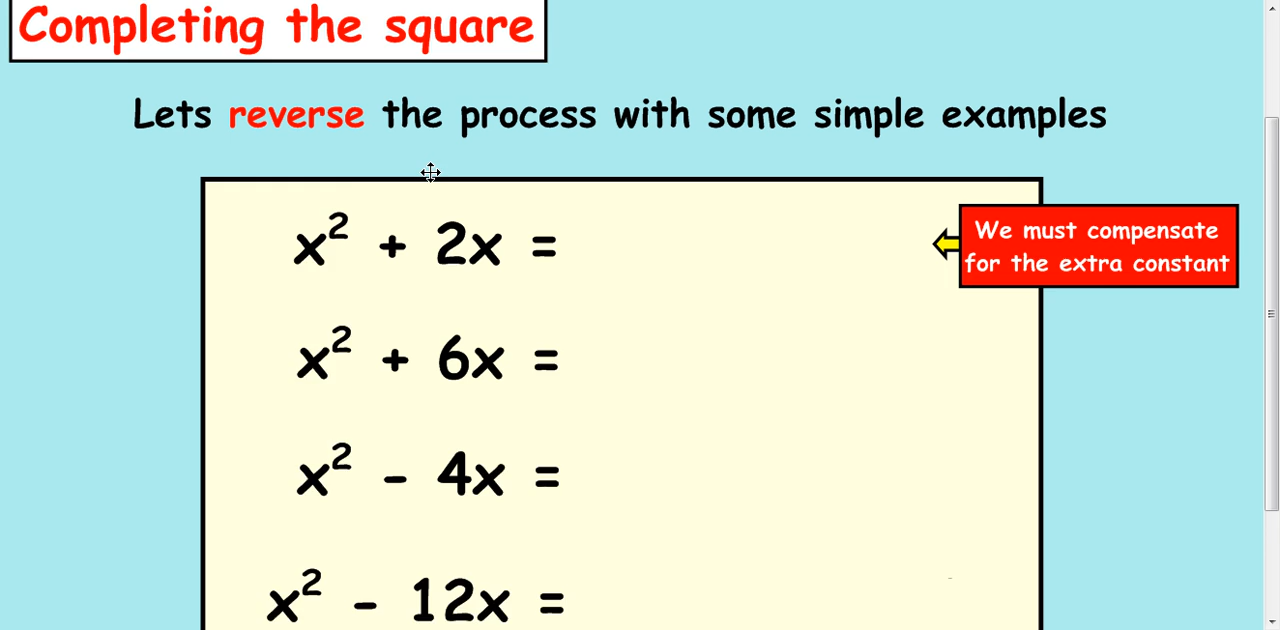 Completing the square
Lets reverse the process with some simple examples
x² + 2x =
We must compensate
for the extra constant
x² + 6x =
x² - 4x =
x² - 12x =